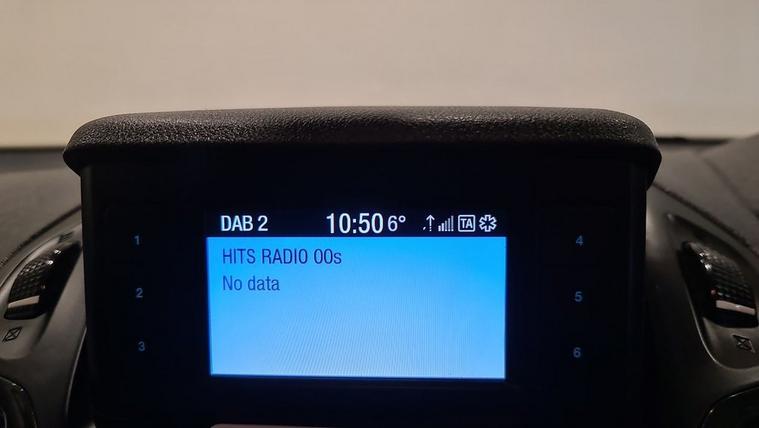 DAB 2 10:50 6° TA
HITS RADIO 00s
No data
1
2
3
4
5
6